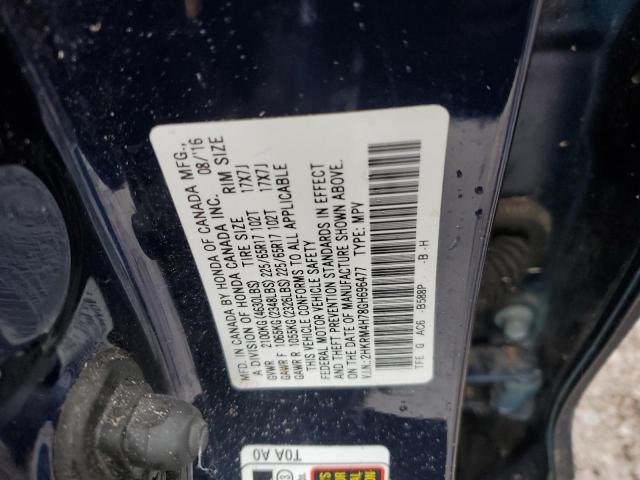 MFD. IN CANADA BY HONDA OF CANADA MFG.,
A DIVISION OF HONDA CANADA INC. 08/'16
TIRE SIZE RIM SIZE
GVWR 2100KG(4630LBS)
GAWR F 1065KG(2348LBS) 225/65R17 102T 17X7J
GAWR R 1055KG(2326LBS) 225/65R17 102T 17X7J
THIS VEHICLE CONFORMS TO ALL APPLICABLE
FEDERAL MOTOR VEHICLE SAFETY
AND THEFT PREVENTION STANDARDS IN EFFECT
ON THE DATE OF MANUFACTURE SHOWN ABOVE.
V.I.N.:2HKRM4H78GH696477 TYPE: MPV
TFE G AC6 -B588P -B-H
T0A A0